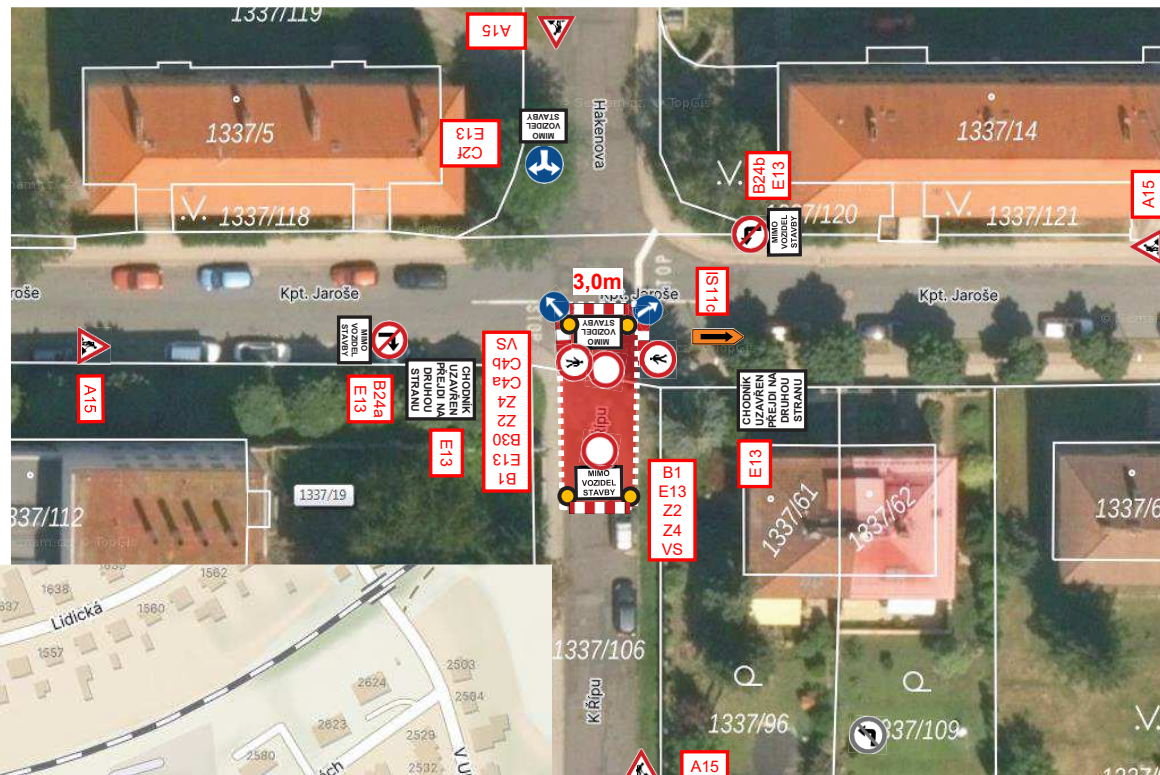 1337/119
A15
MIMO
VOZIDEL
STAVBY
1337/5
C2f
E13
Hakenova
1337/14
B24b
E13
A15
1337/118
1337/120
1337/121
MIMO
VOZIDEL
STAVBY
3,0m
STOP
IS11c
Kpt. Jaroše
Kpt. Jaroše
Kpt. Jaroše
MIMO
VOZIDEL
STAVBY
MIMO
VOZIDEL
STAVBY
A15
B24a
E13
CHODNÍK
UZAVŘEN
PŘEJDI NA
DRUHOU
STRANU
E13
B1
E13
B30
Z2
Z4
C4a
C4b
VS
CHODNÍK
UZAVŘEN
PŘEJDI NA
DRUHOU
STRANU
E13
MIMO
VOZIDEL
STAVBY
B1
E13
Z2
Z4
VS
1337/19
1337/61
1337/62
1562
1638
Lidická
1560
1557
1337/106
2503
2504
2624
2623
2529
2580
2532
K Řípu
1337/96
A15